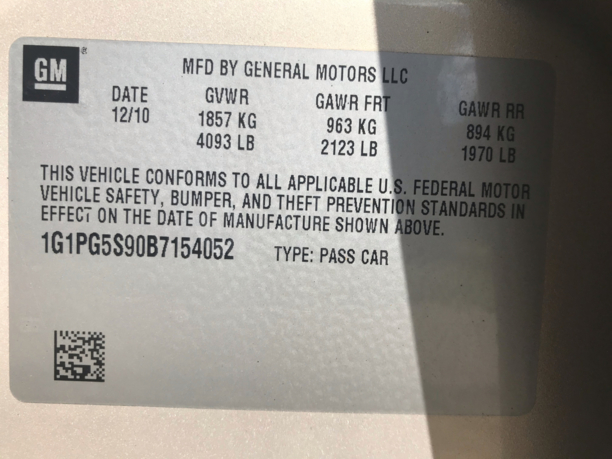 GM ®
MFD BY GENERAL MOTORS LLC
DATE GVWR GAWR FRT GAWR RR
12/10 1857 KG 963 KG 894 KG
4093 LB 2123 LB 1970 LB
THIS VEHICLE CONFORMS TO ALL APPLICABLE U.S. FEDERAL MOTOR
VEHICLE SAFETY, BUMPER, AND THEFT PREVENTION STANDARDS IN
EFFECT ON THE DATE OF MANUFACTURE SHOWN ABOVE.
1G1PG5S90B7154052 TYPE: PASS CAR